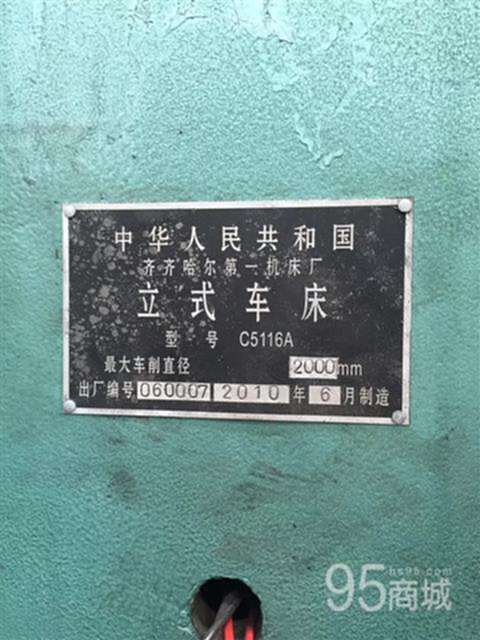 中华人民共和国
齐齐哈尔第一机床厂
立式车床
型 号 C5116A
最大车削直径 2000mm
出厂编号 060007 2010 年 6 月制造
hs95.com
95商城